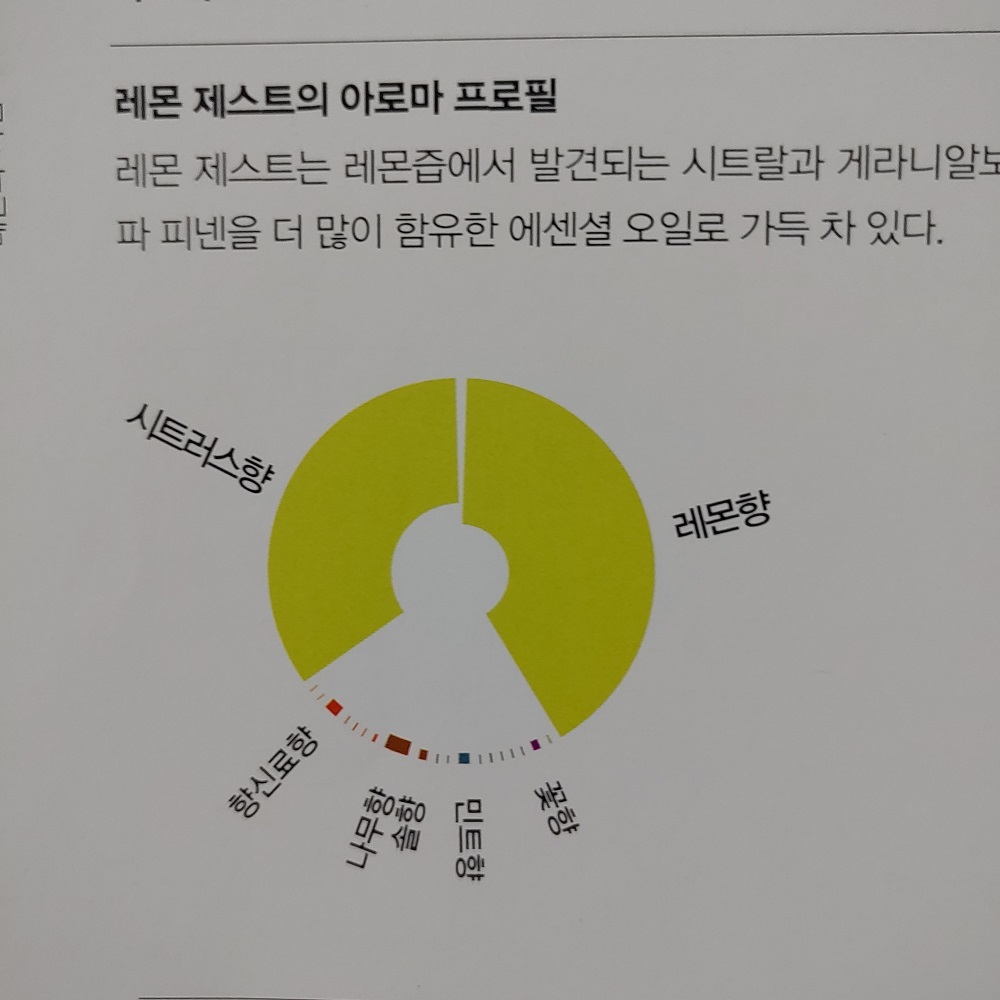 레몬 제스트의 아로마 프로필
레몬 제스트는 레몬즙에서 발견되는 시트랄과 게라니알보
파 피넨을 더 많이 함유한 에센셜 오일로 가득 차 있다.
시트러스향
레몬향
향신료향
나무향
솔향
민트향
꽃향